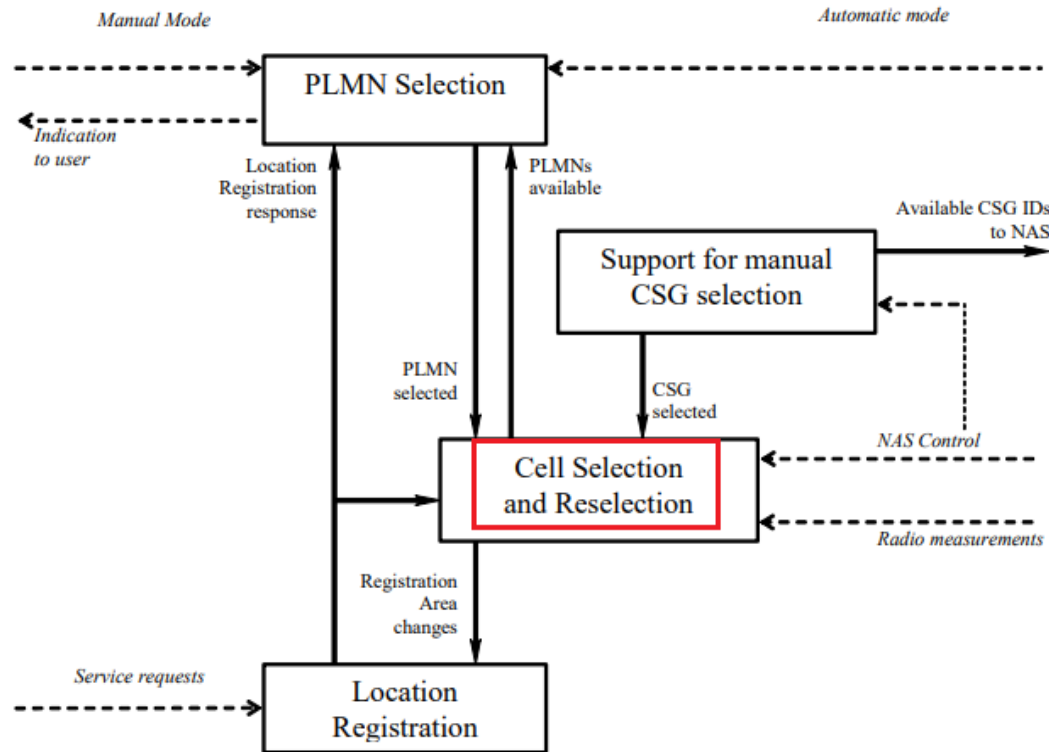 Manual Mode
Automatic mode
PLMN Selection
Indication
to user
Location
Registration
response
PLMNs
available
Available CSG IDs
to NAS
Support for manual
CSG selection
PLMN
selected
CSG
selected
NAS Control
Cell Selection
and Reselection
Radio measurements
Registration
Area
changes
Service requests
Location
Registration